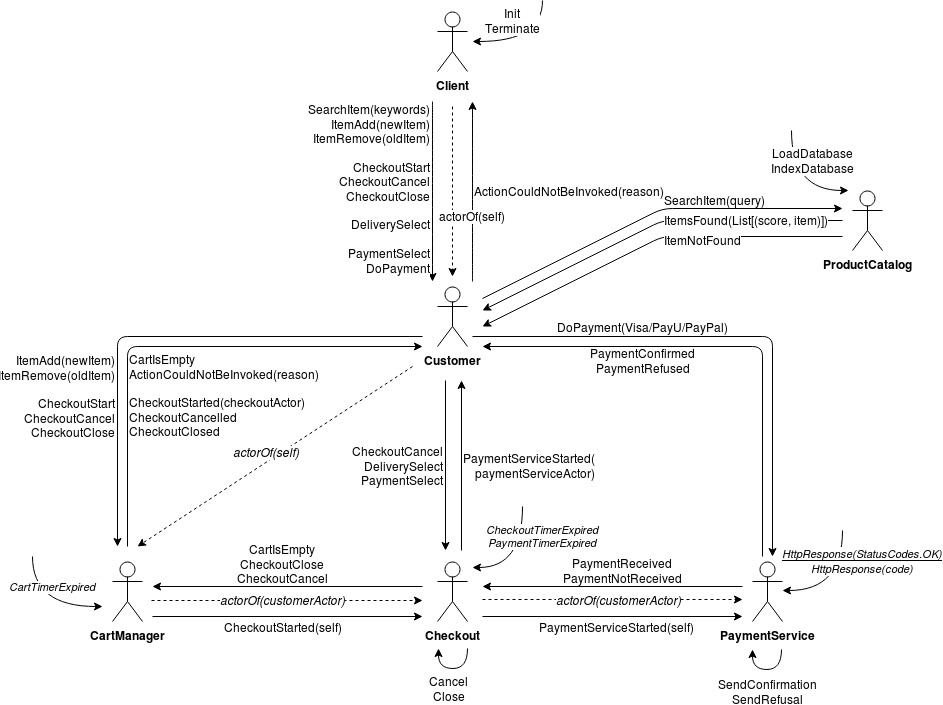 Init
Terminate
Client
SearchItem(keywords)
ItemAdd(newItem)
ItemRemove(oldItem)
CheckoutStart
CheckoutCancel
CheckoutClose
DeliverySelect
PaymentSelect
DoPayment
actorOf(self)
ActionCouldNotBeInvoked(reason)
LoadDatabase
IndexDatabase
SearchItem(query)
ItemsFound(List[(score, item)])
ItemNotFound
ProductCatalog
Customer
DoPayment(Visa/PayU/PayPal)
PaymentConfirmed
PaymentRefused
ItemAdd(newItem)
ItemRemove(oldItem)
CheckoutStart
CheckoutCancel
CheckoutClose
CartIsEmpty
ActionCouldNotBeInvoked(reason)
CheckoutStarted(checkoutActor)
CheckoutCancelled
CheckoutClosed
actorOf(self)
CheckoutCancel
DeliverySelect
PaymentSelect
PaymentServiceStarted(
paymentServiceActor)
CheckoutTimerExpired
PaymentTimerExpired
HttpResponse(StatusCodes.OK)
HttpResponse(code)
CartTimerExpired
CartIsEmpty
CheckoutClose
CheckoutCancel
actorOf(customerActor)
CheckoutStarted(self)
PaymentReceived
PaymentNotReceived
actorOf(customerActor)
PaymentServiceStarted(self)
CartManager
Checkout
PaymentService
Cancel
Close
SendConfirmation
SendRefusal